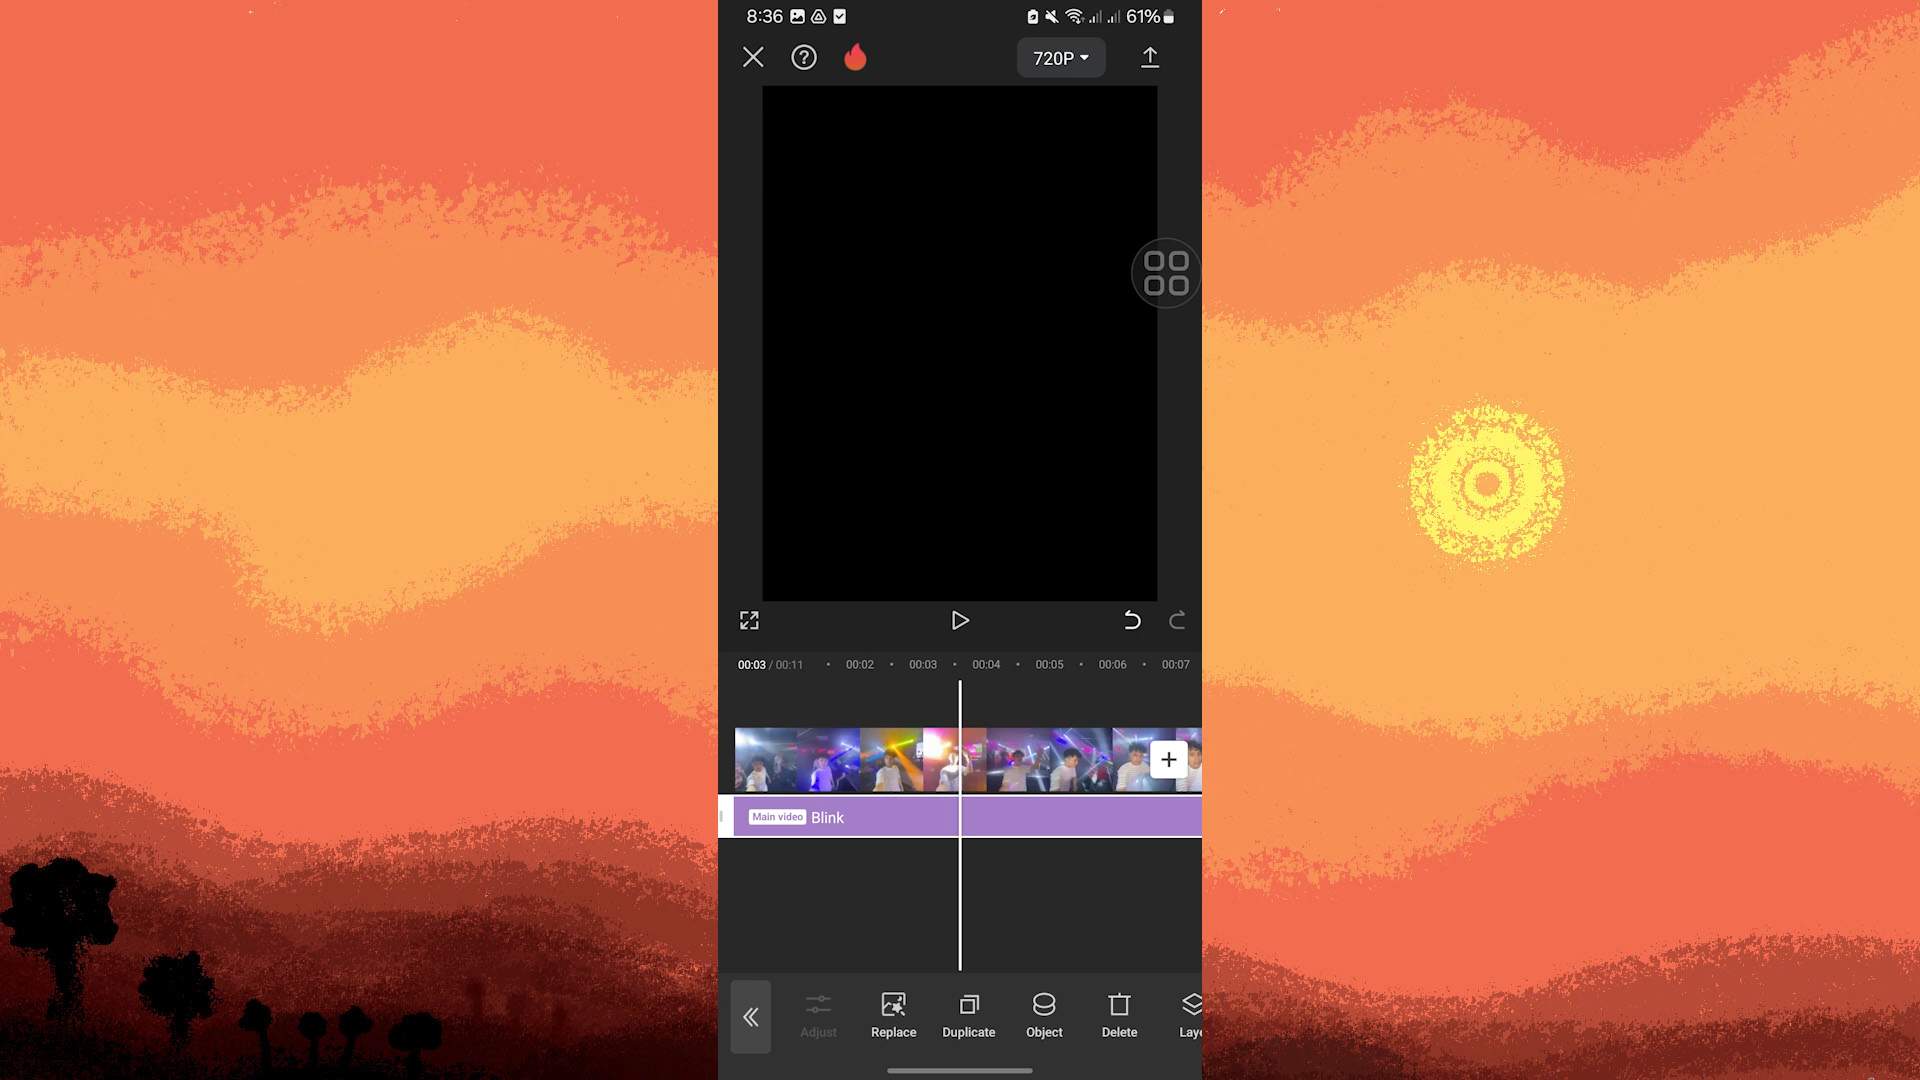 8:36 61%
720P
00:03 / 00:11 00:02 00:03 00:04 00:05 00:06 00:07
Main video Blink
Adjust Replace Duplicate Object Delete Laye